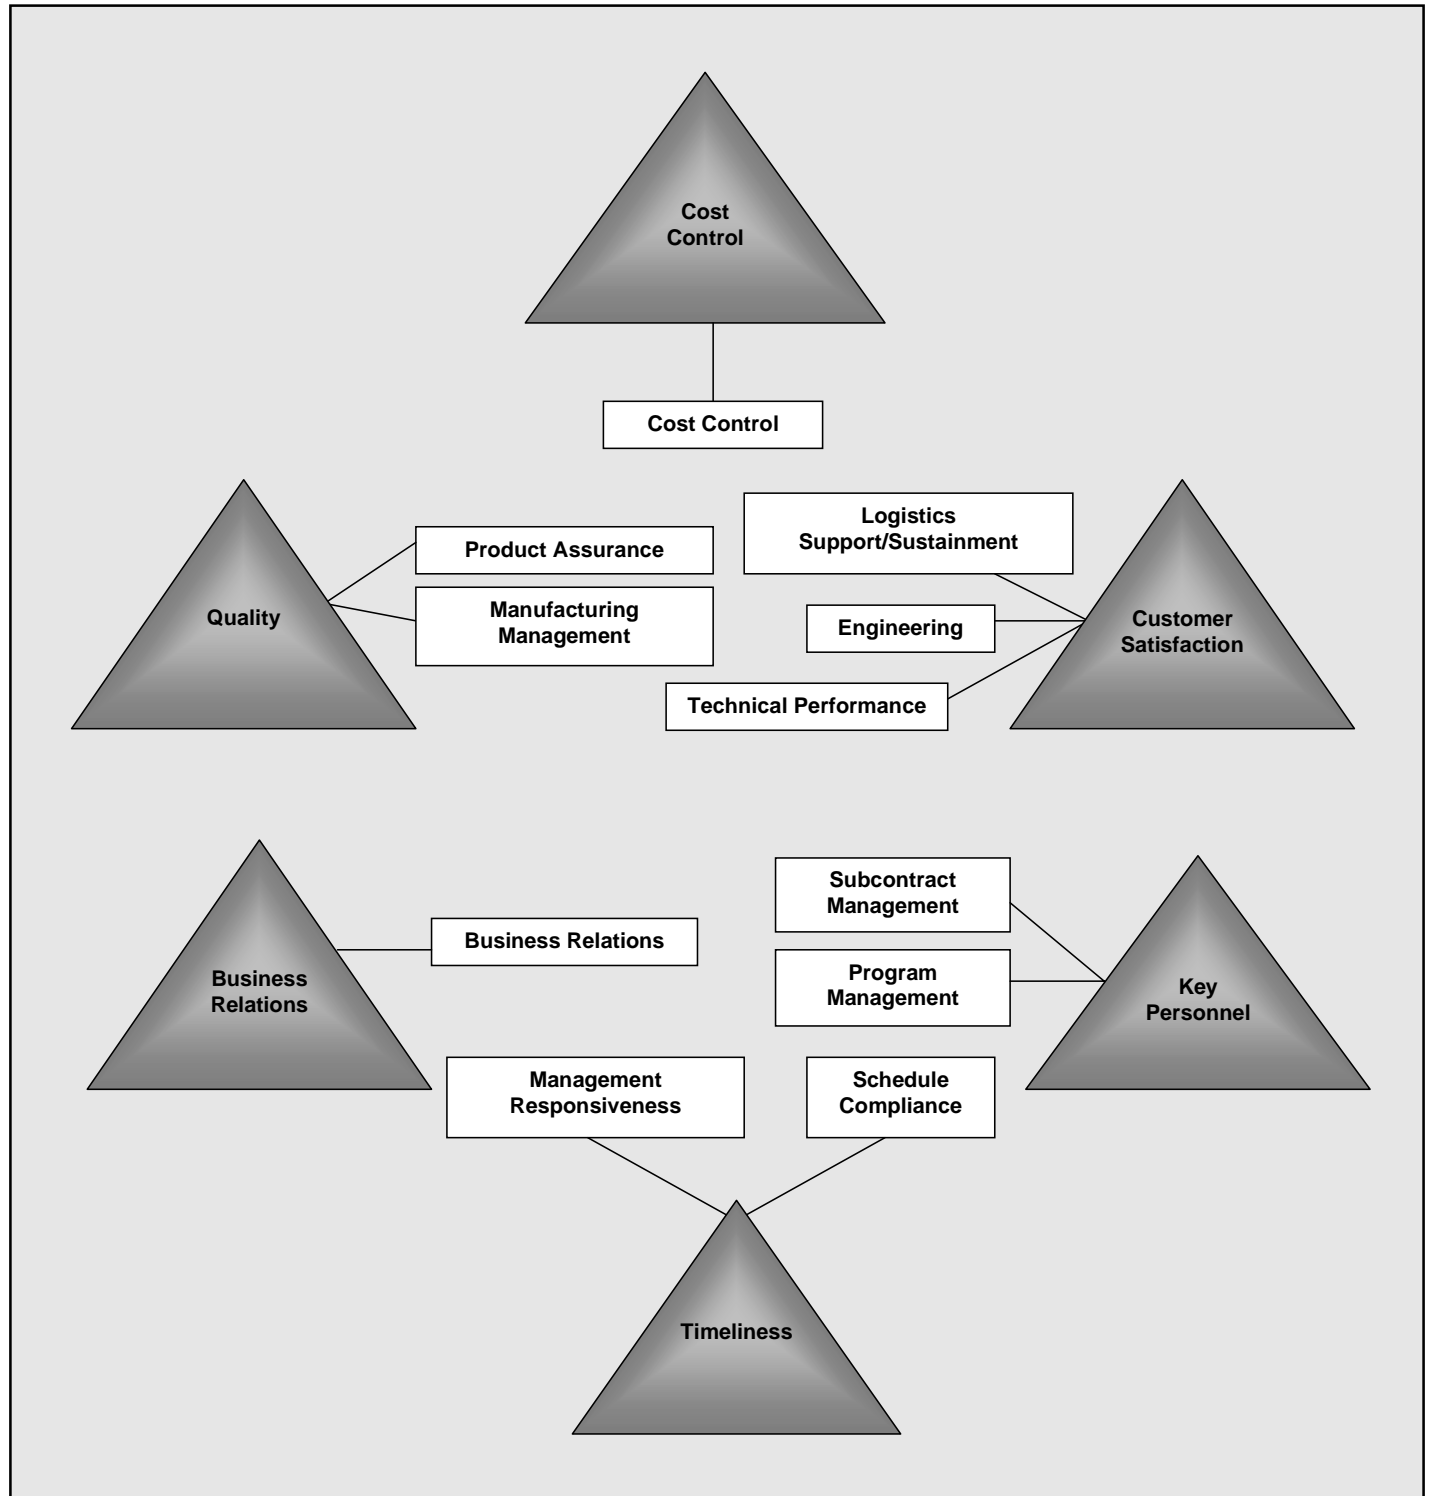 Cost
Control
Cost Control
Quality
Product Assurance
Manufacturing
Management
Logistics
Support/Sustainment
Engineering
Technical Performance
Customer
Satisfaction
Business
Relations
Business Relations
Subcontract
Management
Program
Management
Key
Personnel
Management
Responsiveness
Schedule
Compliance
Timeliness